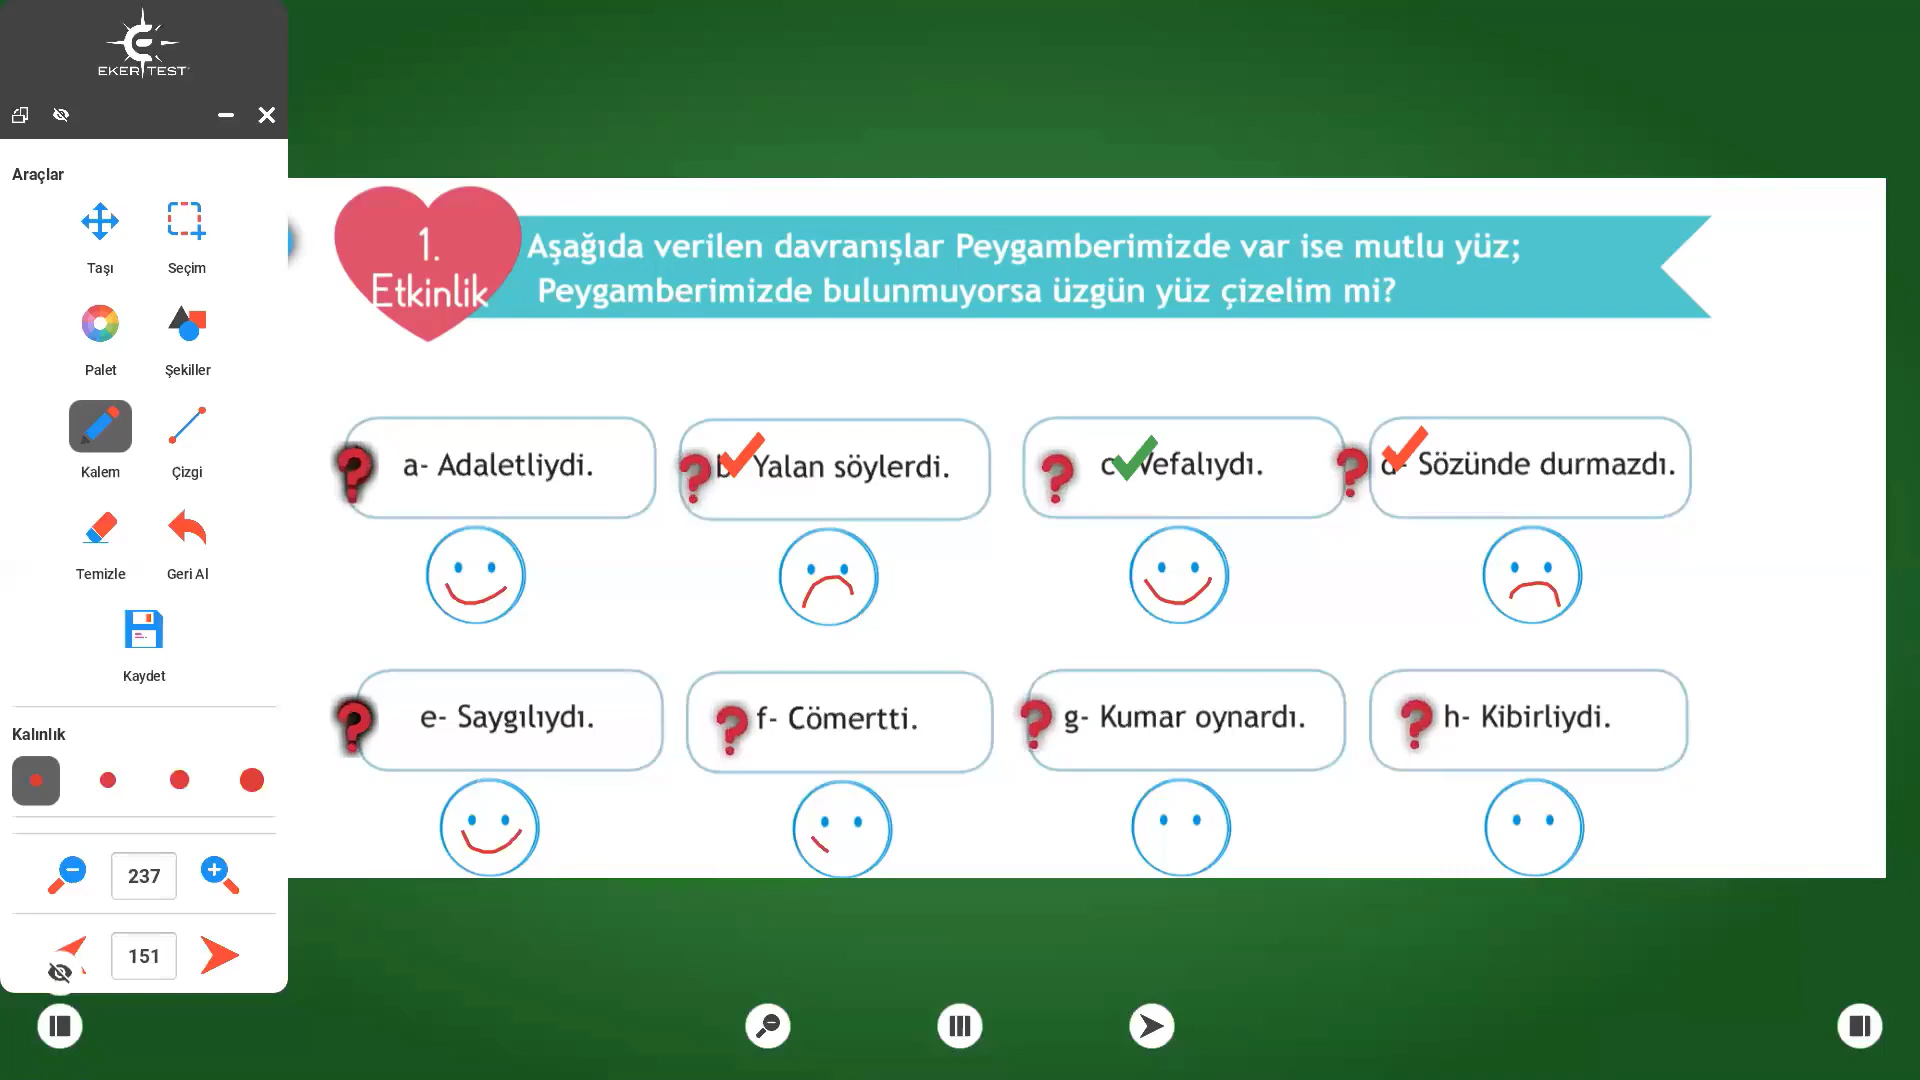 EKER TEST
Araçlar
Taşı
Seçim
Palet
Şekiller
Kalem
Çizgi
Temizle
Geri Al
Kaydet
Kalınlık
237
151
1.
Etkinlik
Aşağıda verilen davranışlar Peygamberimizde var ise mutlu yüz;
Peygamberimizde bulunmuyorsa üzgün yüz çizelim mi?
a- Adaletliydi.
b- Yalan söylerdi.
c- Vefalıydı.
d- Sözünde durmazdı.
e- Saygılıydı.
f- Cömertti.
g- Kumar oynardı.
h- Kibirliydi.